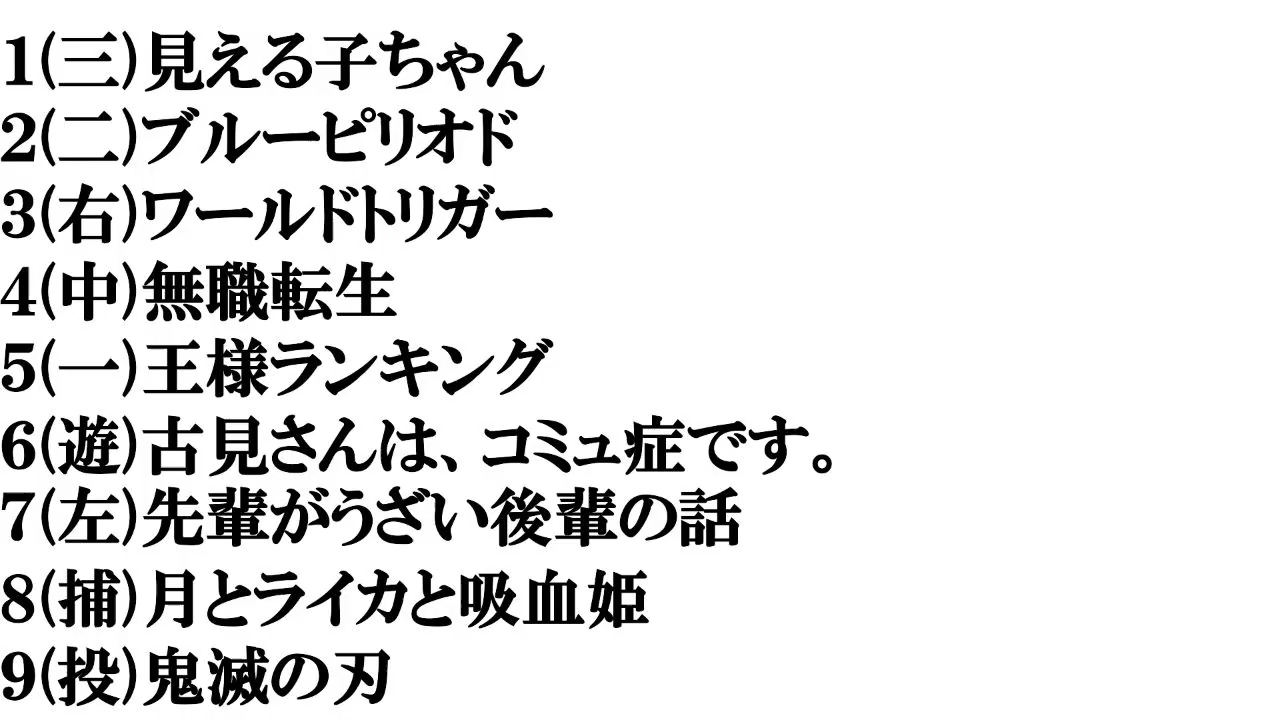 1(三)見える子ちゃん
2(二)ブルーピリオド
3(右)ワールドトリガー
4(中)無職転生
5(一)王様ランキング
6(遊)古見さんは、コミュ症です。
7(左)先輩がうざい後輩の話
8(捕)月とライカと吸血姫
9(投)鬼滅の刃